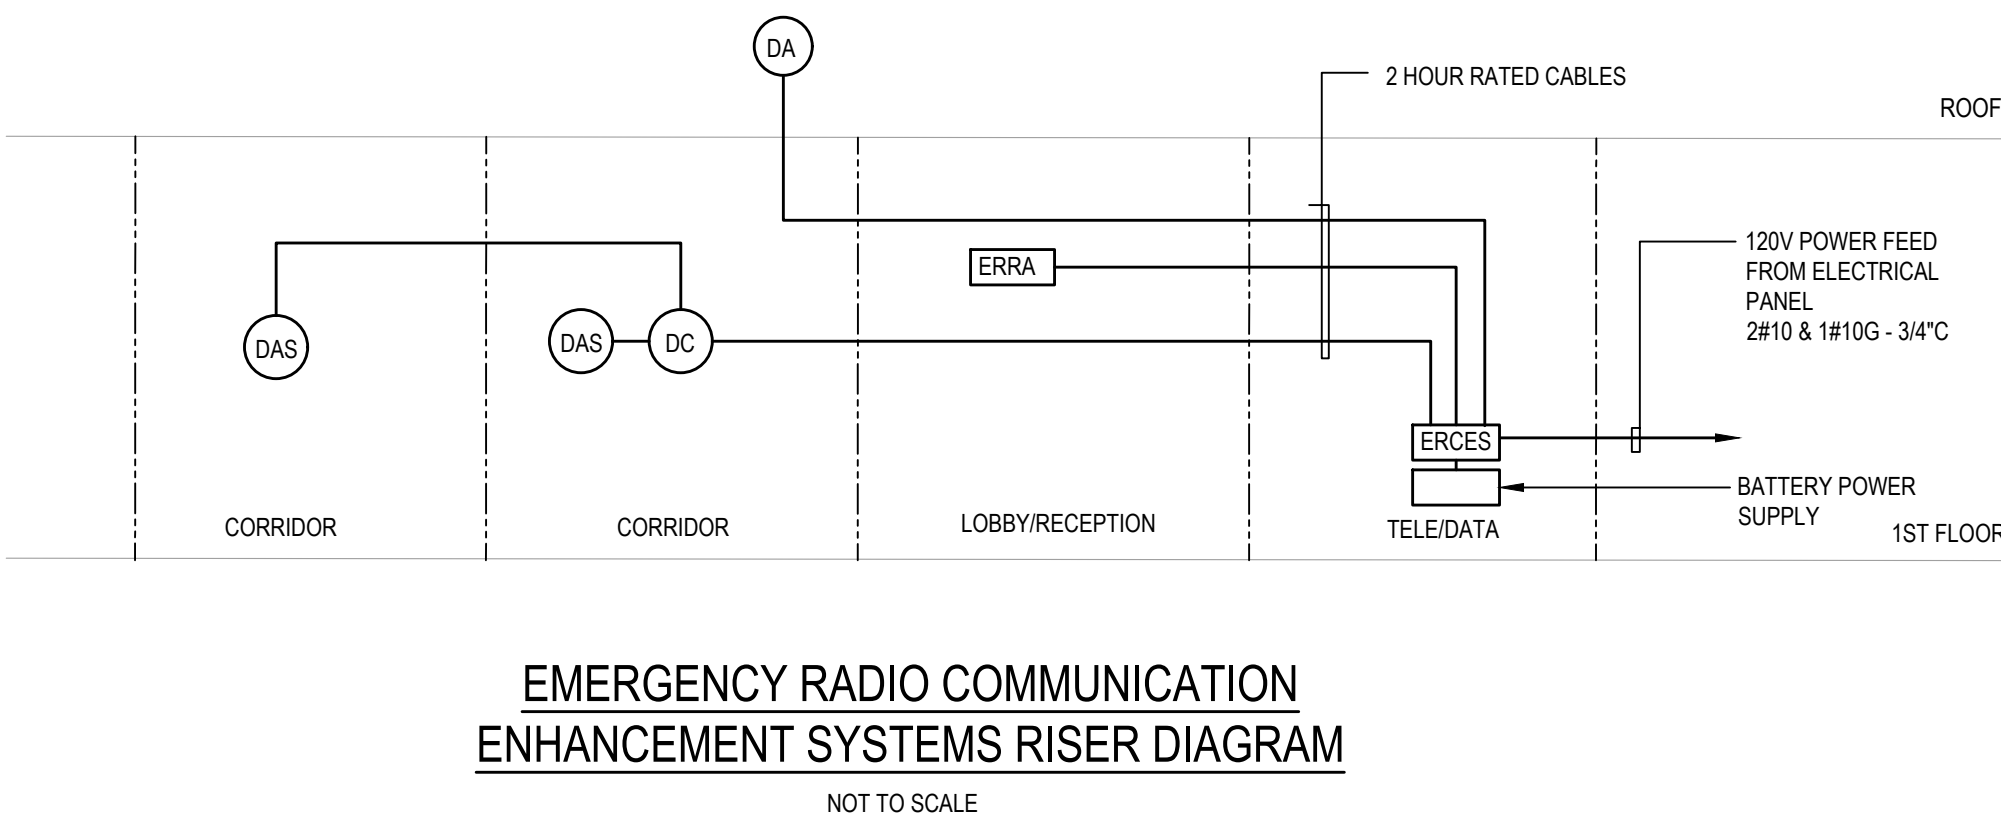 DA
2 HOUR RATED CABLES
ROOF
120V POWER FEED
FROM ELECTRICAL
PANEL
2#10 & 1#10G - 3/4"C
ERRA
DAS
DAS
DC
ERCES
BATTERY POWER
SUPPLY
CORRIDOR
CORRIDOR
LOBBY/RECEPTION
TELE/DATA
1ST FLOOR
EMERGENCY RADIO COMMUNICATION
ENHANCEMENT SYSTEMS RISER DIAGRAM
NOT TO SCALE